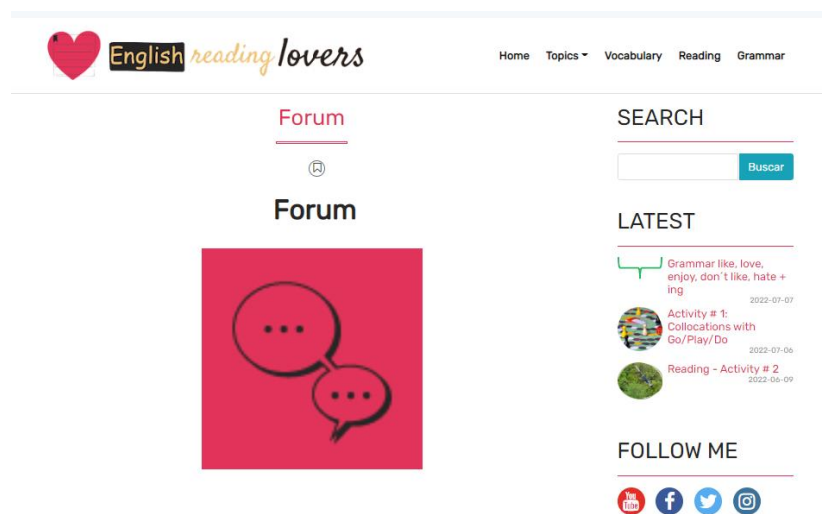 English reading lovers
Home Topics Vocabulary Reading Grammar
Forum
Forum
SEARCH
Buscar
LATEST
Grammar like, love,
enjoy, don´t like, hate +
ing
2022-07-07
Activity # 1:
Collocations with
Go/Play/Do
2022-07-06
Reading - Activity # 2
2022-06-09
FOLLOW ME
You
Tube